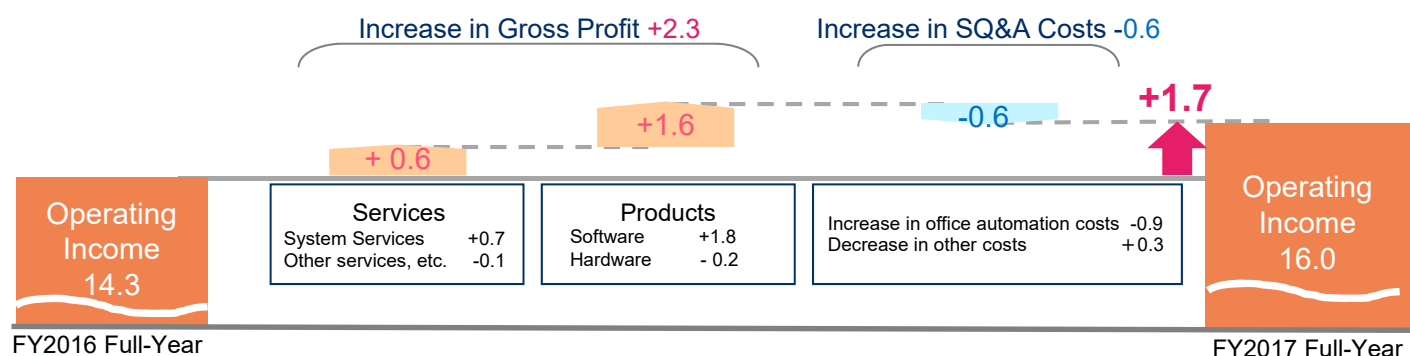 Increase in Gross Profit +2.3
Increase in SQ&A Costs -0.6
+1.7
+1.6
-0.6
+ 0.6
Operating
Income
14.3
Services
System Services +0.7
Other services, etc. -0.1
Products
Software +1.8
Hardware - 0.2
Increase in office automation costs -0.9
Decrease in other costs +0.3
Operating
Income
16.0
FY2016 Full-Year
FY2017 Full-Year